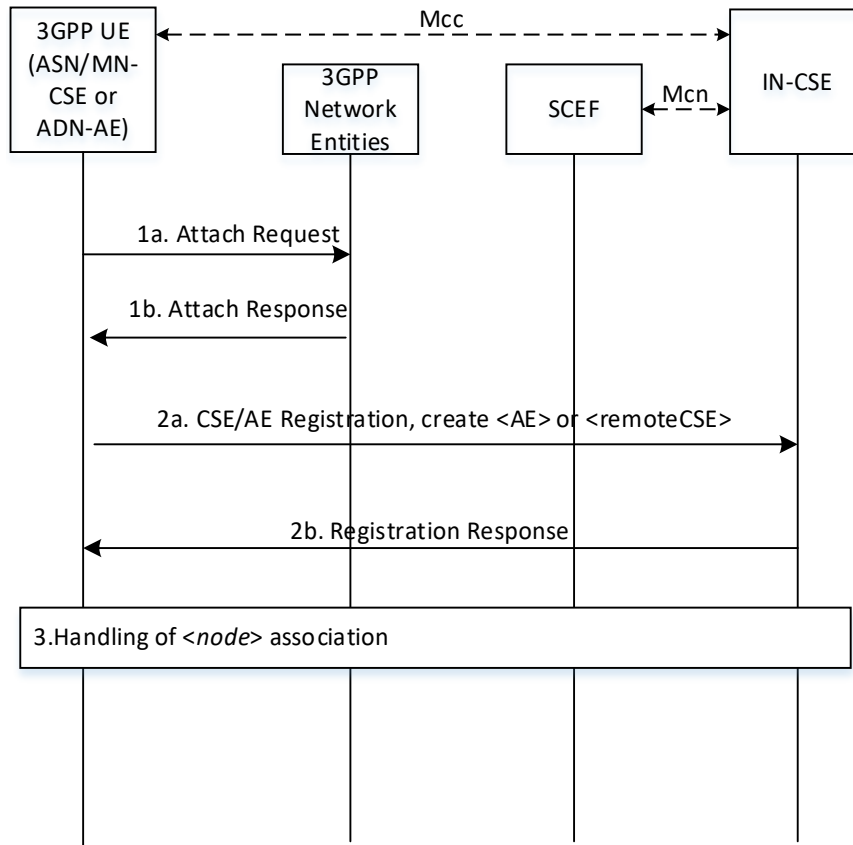 Mcc
3GPP UE
(ASN/MN-
CSE or
ADN-AE)
3GPP
Network
Entities
SCEF
Mcn
IN-CSE
1a. Attach Request
1b. Attach Response
2a. CSE/AE Registration, create <AE> or <remoteCSE>
2b. Registration Response
3.Handling of <node> association